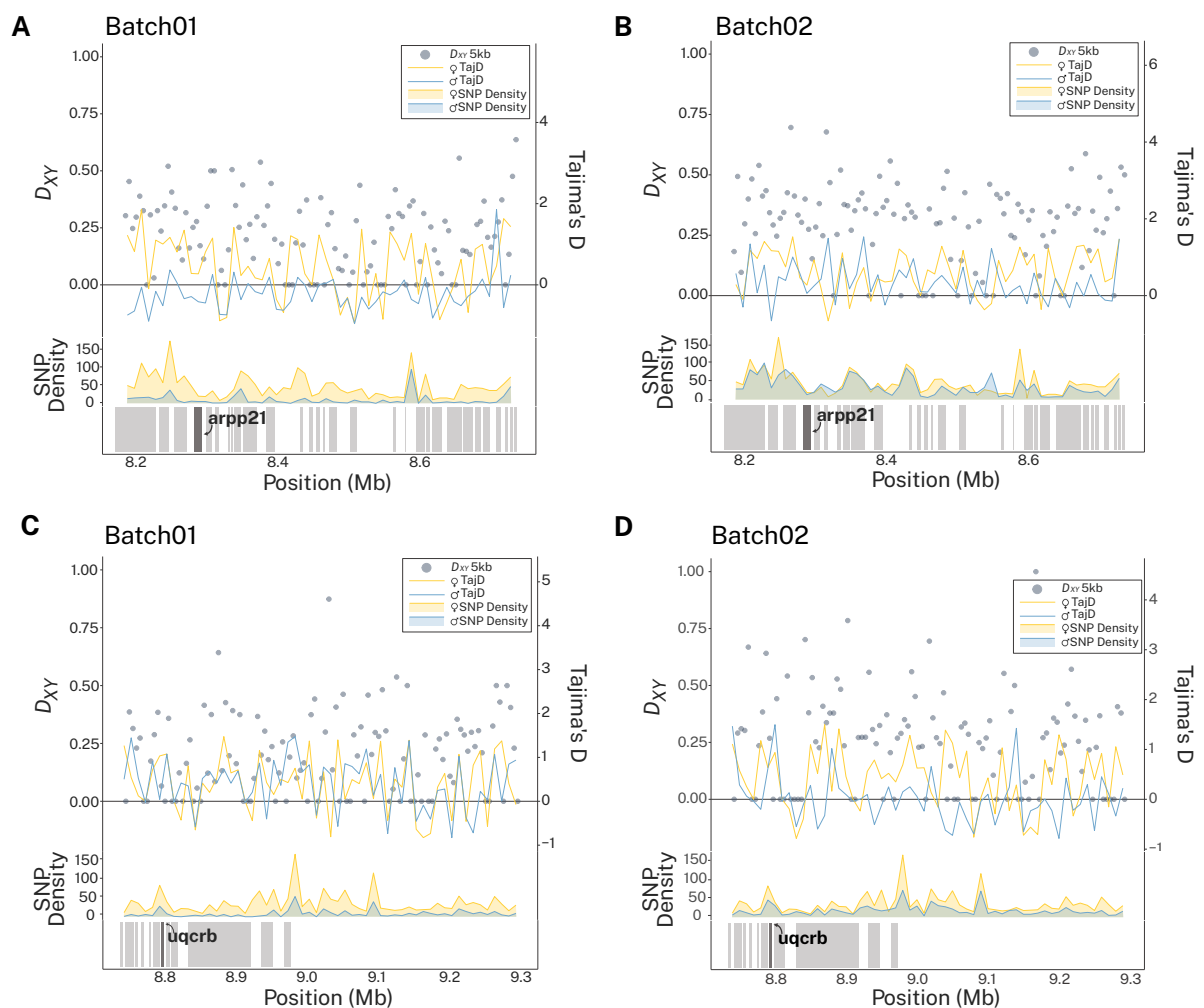 A Batch01
1.00
0.75
0.50
0.25
0.00
DXY
4
2
0
Tajima's D
DXY 5kb
♀ TajD
♂ TajD
♀SNP Density
♂SNP Density
150
100
50
0
SNP Density
arpp21
8.2 8.4 8.6
Position (Mb)
B Batch02
1.00
0.75
0.50
0.25
0.00
DXY
6
4
2
0
Tajima's D
DXY 5kb
♀ TajD
♂ TajD
♀SNP Density
♂SNP Density
150
100
50
0
SNP Density
arpp21
8.2 8.4 8.6
Position (Mb)
C Batch01
1.00
0.75
0.50
0.25
0.00
DXY
5
4
3
2
1
0
−1
Tajima's D
DXY 5kb
♀ TajD
♂ TajD
♀SNP Density
♂SNP Density
150
100
50
0
SNP Density
uqcrb
8.8 8.9 9.0 9.1 9.2 9.3
Position (Mb)
D Batch02
1.00
0.75
0.50
0.25
0.00
DXY
4
3
2
1
0
−1
Tajima's D
DXY 5kb
♀ TajD
♂ TajD
♀SNP Density
♂SNP Density
150
100
50
0
SNP Density
uqcrb
8.8 8.9 9.0 9.1 9.2 9.3
Position (Mb)